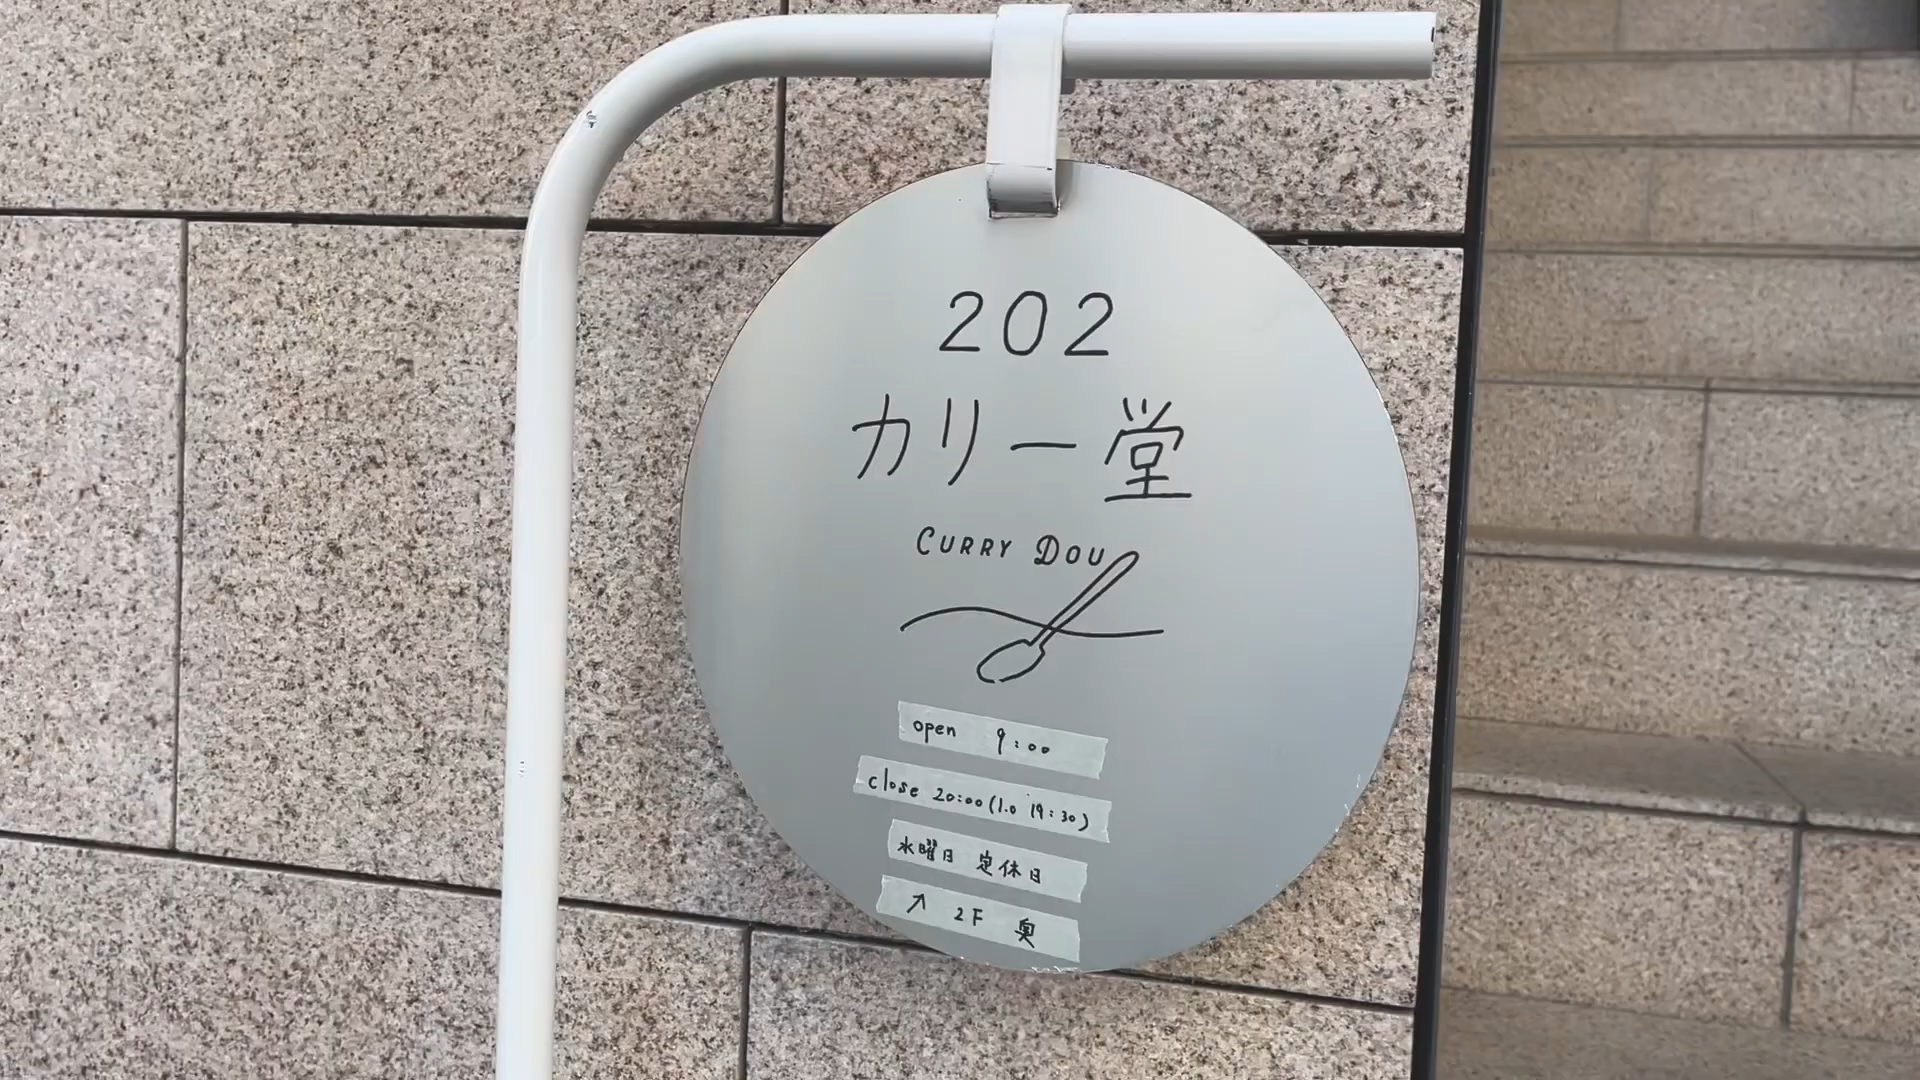 202
カリー堂
CURRY DOU
open 9:00
close 20:00(l.o 19:30)
水曜日 定休日
↗ 2F 奥